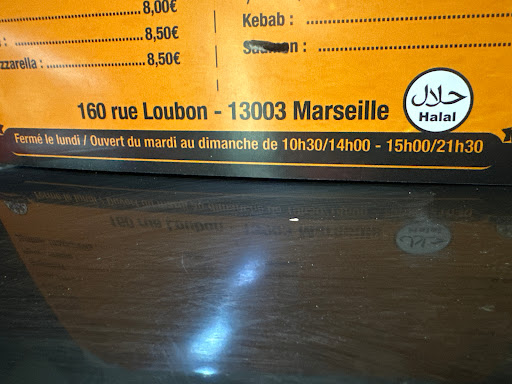 8,00€
Kebab :
: 8,50€
zzarella : 8,50€
160 rue Loubon - 13003 Marseille
حلال
Halal
Fermé le lundi / Ouvert du mardi au dimanche de 10h30/14h00 - 15h00/21h30